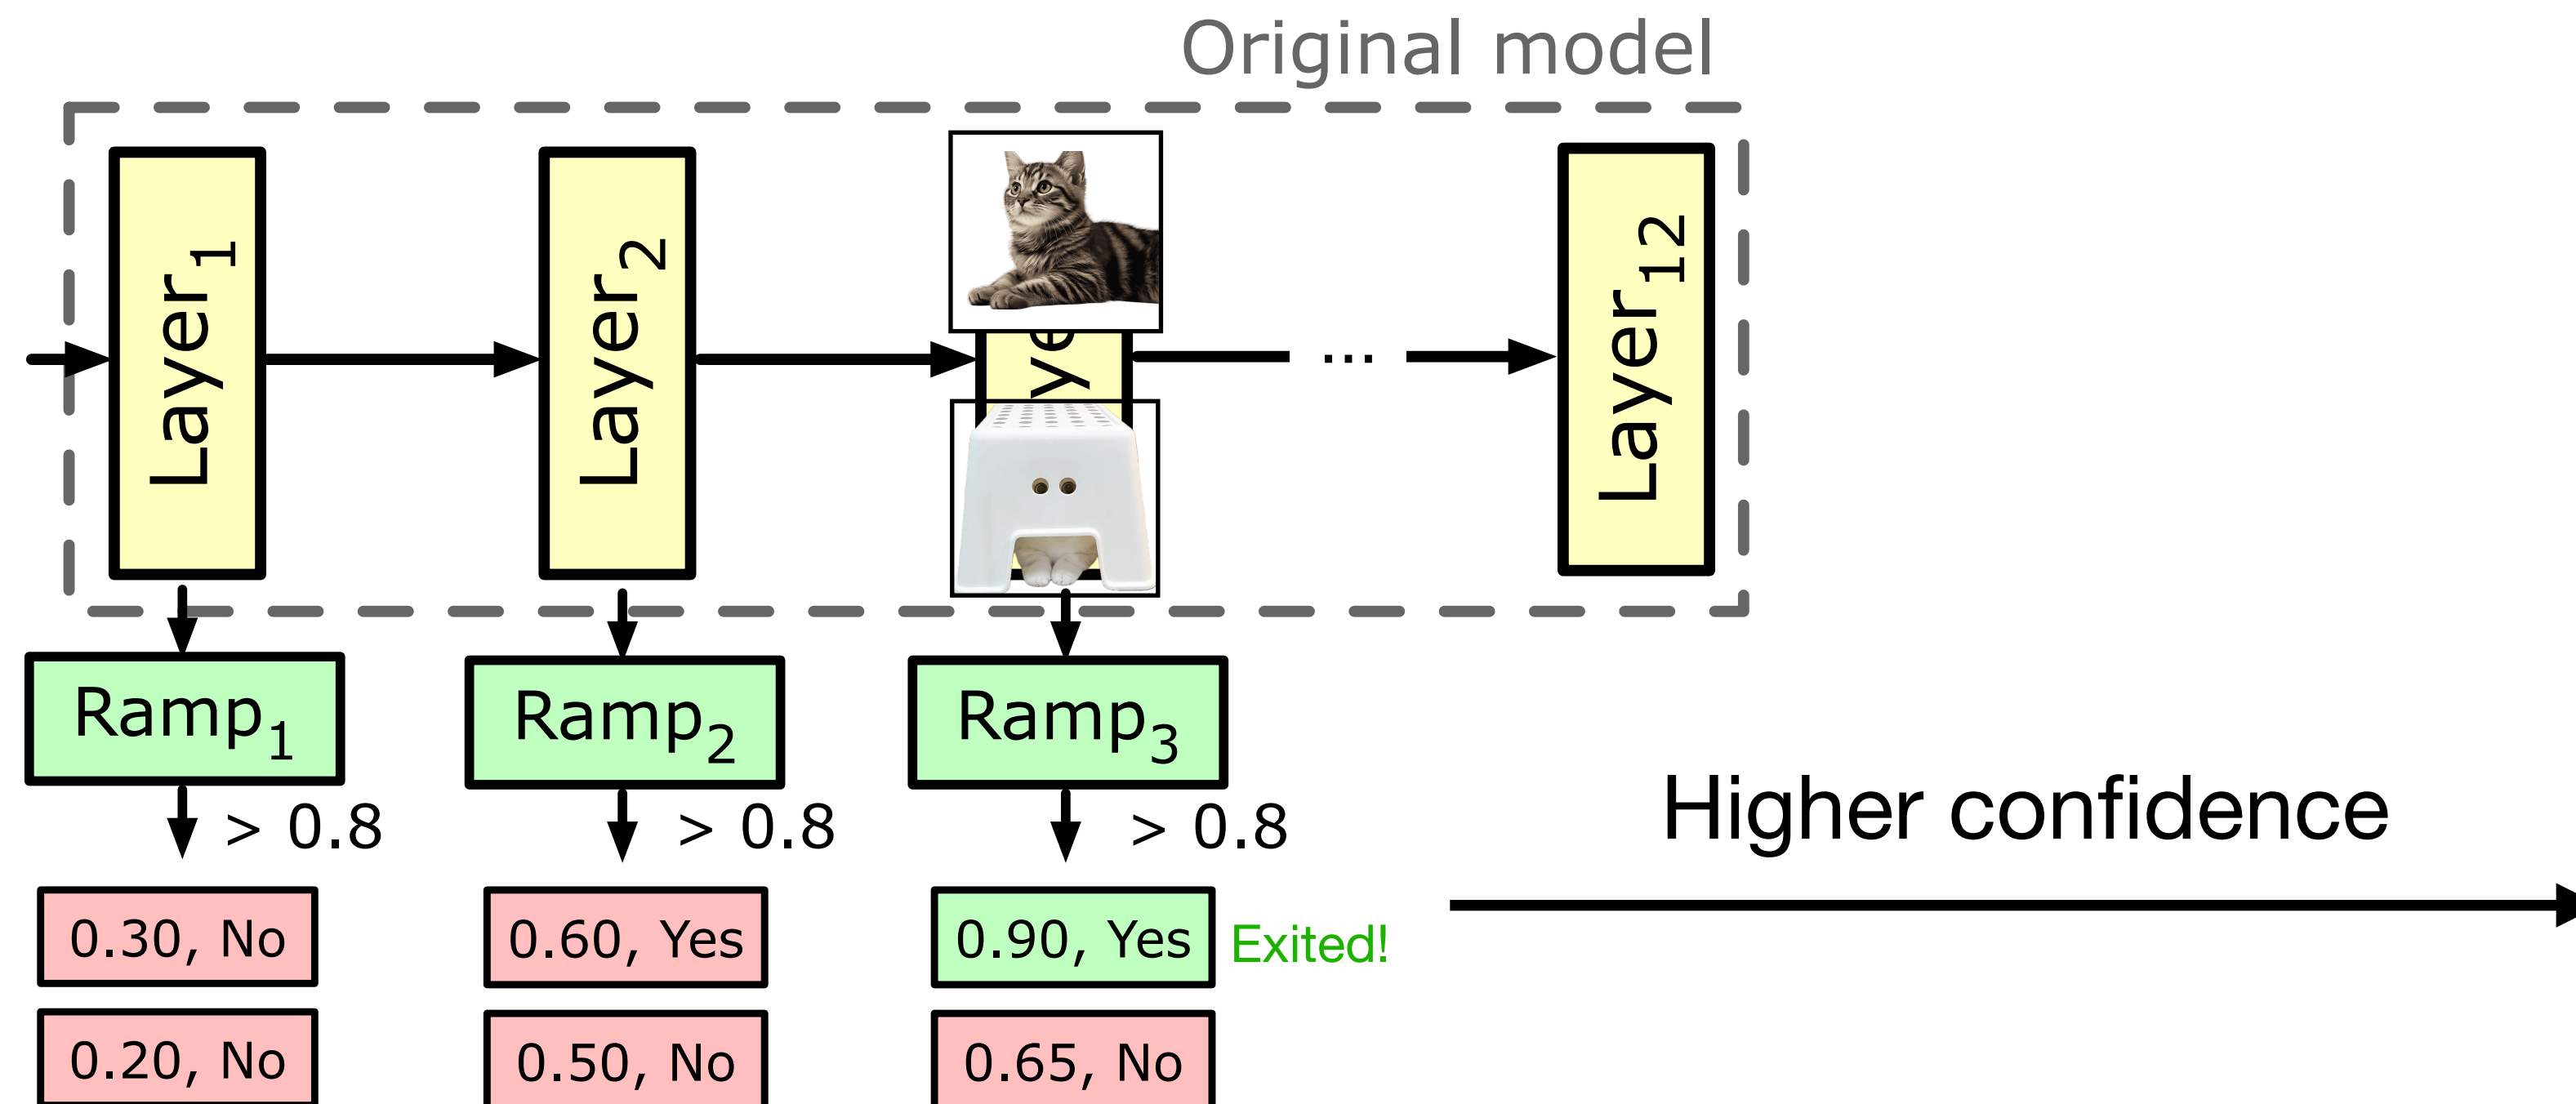 Original model
Layer1
Layer2
ye
...
Layer12
Ramp1
Ramp2
Ramp3
> 0.8
> 0.8
> 0.8
Higher confidence
0.30, No
0.60, Yes
0.90, Yes
Exited!
0.20, No
0.50, No
0.65, No